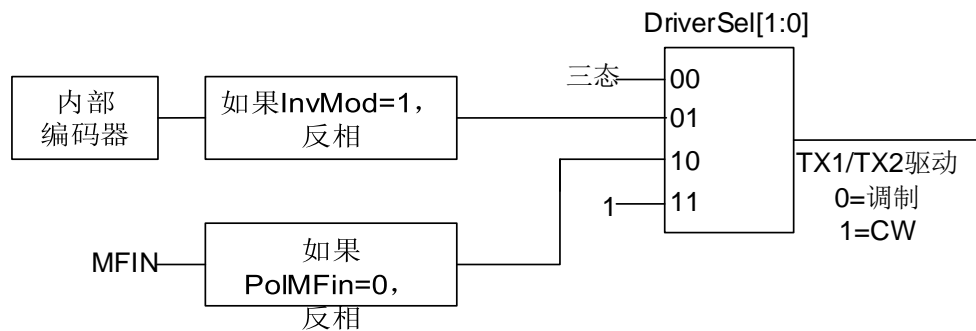 DriverSel[1:0]
三态
00
内部
编码器
如果InvMod=1，
反相
01
10
TX1/TX2驱动
0=调制
1=CW
1
11
MFIN
如果
PolMFin=0，
反相